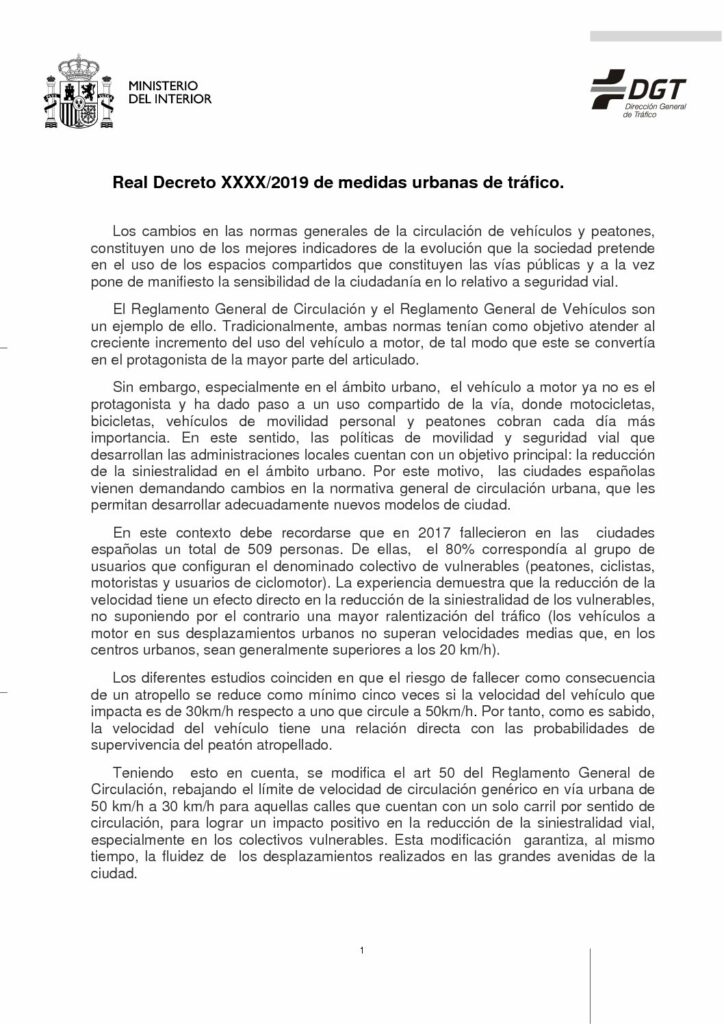 MINISTERIO
DEL INTERIOR
DGT
Dirección General
de Tráfico
Real Decreto XXXX/2019 de medidas urbanas de tráfico.
Los cambios en las normas generales de la circulación de vehículos y peatones,
constituyen uno de los mejores indicadores de la evolución que la sociedad pretende
en el uso de los espacios compartidos que constituyen las vías públicas y a la vez
pone de manifiesto la sensibilidad de la ciudadanía en lo relativo a seguridad vial.
El Reglamento General de Circulación y el Reglamento General de Vehículos son
un ejemplo de ello. Tradicionalmente, ambas normas tenían como objetivo atender al
creciente incremento del uso del vehículo a motor, de tal modo que este se convertía
en el protagonista de la mayor parte del articulado.
Sin embargo, especialmente en el ámbito urbano, el vehículo a motor ya no es el
protagonista y ha dado paso a un uso compartido de la vía, donde motocicletas,
bicicletas, vehículos de movilidad personal y peatones cobran cada día más
importancia. En este sentido, las políticas de movilidad y seguridad vial que
desarrollan las administraciones locales cuentan con un objetivo principal: la reducción
de la siniestralidad en el ámbito urbano. Por este motivo, las ciudades españolas
vienen demandando cambios en la normativa general de circulación urbana, que les
permitan desarrollar adecuadamente nuevos modelos de ciudad.
En este contexto debe recordarse que en 2017 fallecieron en las ciudades
españolas un total de 509 personas. De ellas, el 80% correspondía al grupo de
usuarios que configuran el denominado colectivo de vulnerables (peatones, ciclistas,
motoristas y usuarios de ciclomotor). La experiencia demuestra que la reducción de la
velocidad tiene un efecto directo en la reducción de la siniestralidad de los vulnerables,
no suponiendo por el contrario una mayor ralentización del tráfico (los vehículos a
motor en sus desplazamientos urbanos no superan velocidades medias que, en los
centros urbanos, sean generalmente superiores a los 20 km/h).
Los diferentes estudios coinciden en que el riesgo de fallecer como consecuencia
de un atropello se reduce como mínimo cinco veces si la velocidad del vehículo que
impacta es de 30km/h respecto a uno que circule a 50km/h. Por tanto, como es sabido,
la velocidad del vehículo tiene una relación directa con las probabilidades de
supervivencia del peatón atropellado.
Teniendo esto en cuenta, se modifica el art 50 del Reglamento General de
Circulación, rebajando el límite de velocidad de circulación genérico en vía urbana de
50 km/h a 30 km/h para aquellas calles que cuentan con un solo carril por sentido de
circulación, para lograr un impacto positivo en la reducción de la siniestralidad vial,
especialmente en los colectivos vulnerables. Esta modificación garantiza, al mismo
tiempo, la fluidez de los desplazamientos realizados en las grandes avenidas de la
ciudad.
1